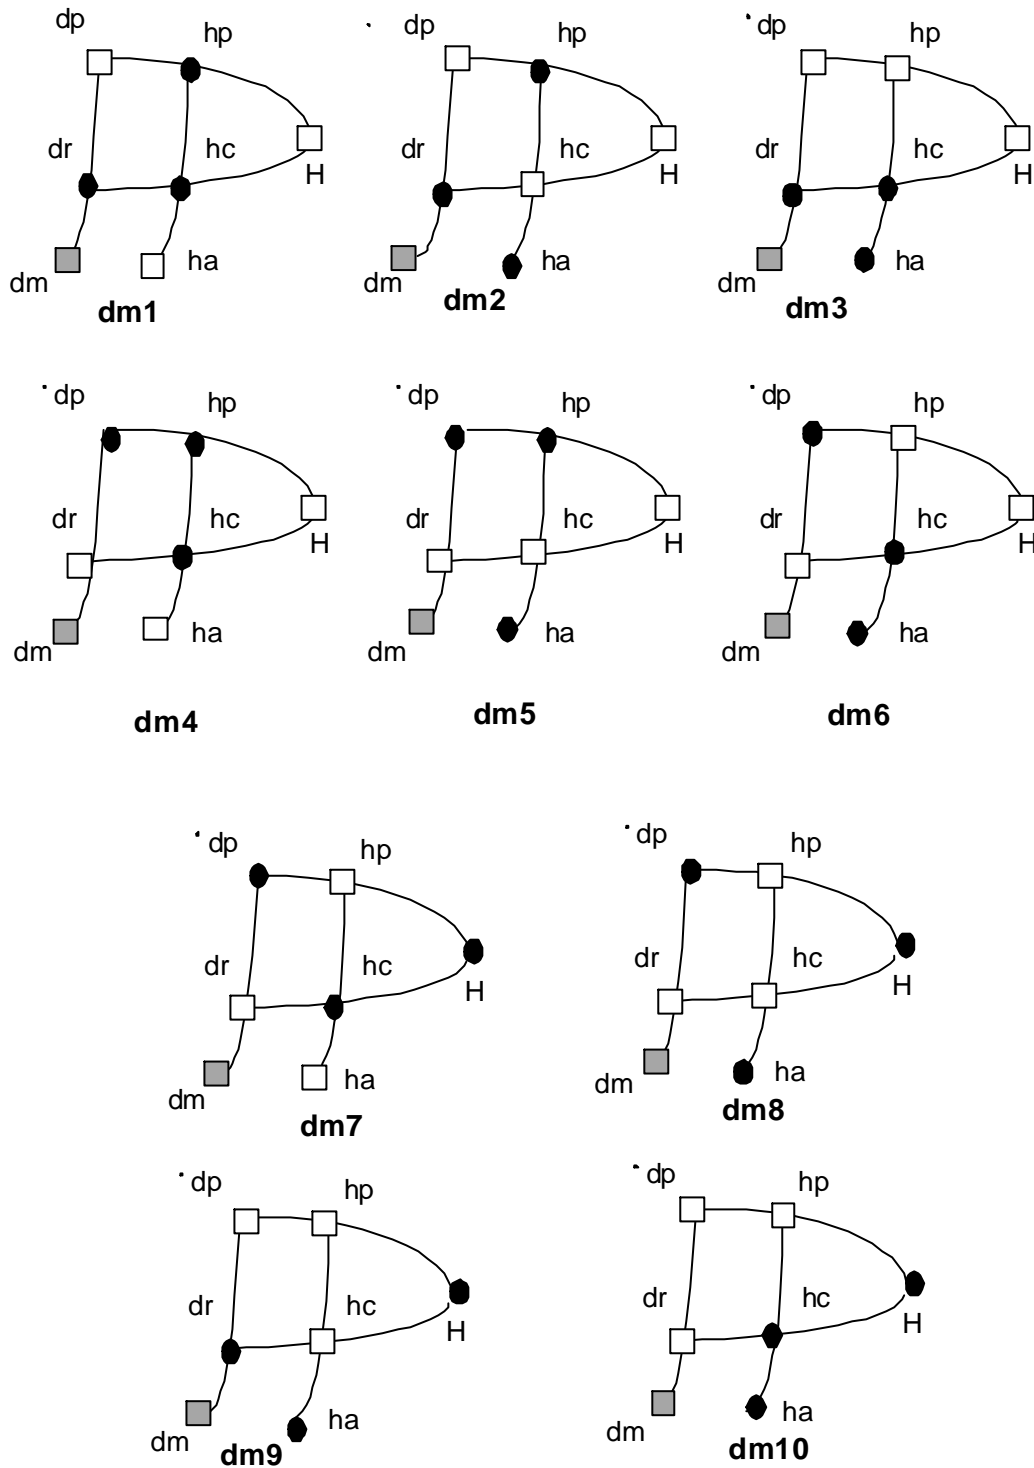 dp hp dp hp dp hp
dr hc dr hc dr hc
H H H
dm ha dm ha dm ha
dm1 dm2 dm3
dp hp dp hp dp hp
dr hc dr hc dr hc
H H H
dm ha dm ha dm ha
dm4 dm5 dm6
dp hp dp hp
dr hc dr hc
H H
dm ha dm ha
dm7 dm8
dp hp dp hp
dr hc dr hc
H H
dm ha dm ha
dm9 dm10